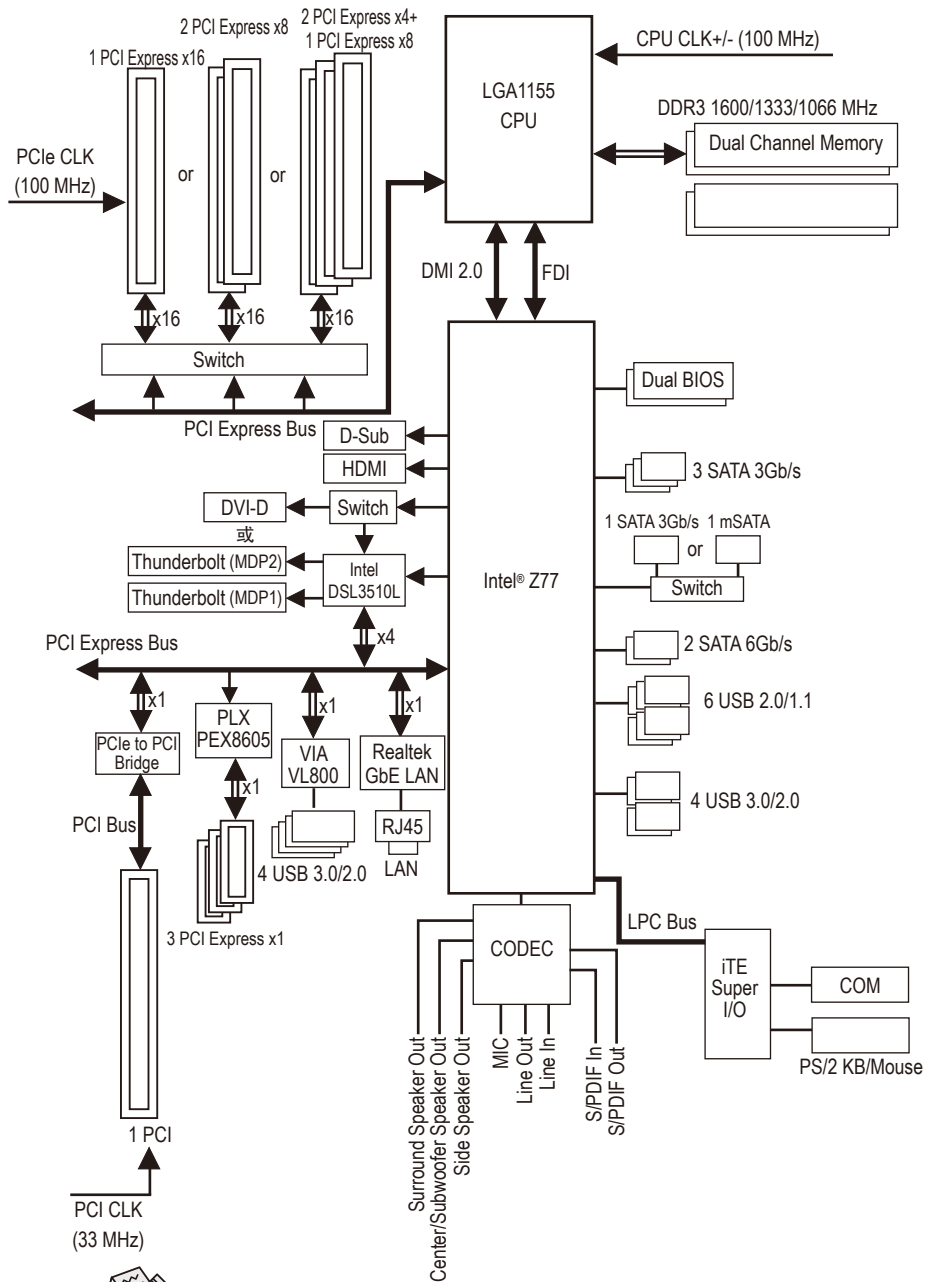 2 PCI Express x4+
2 PCI Express x8
1 PCI Express x8
1 PCI Express x16
CPU CLK+/- (100 MHz)
LGA1155
CPU
DDR3 1600/1333/1066 MHz
Dual Channel Memory
PCIe CLK
(100 MHz)
or
or
DMI 2.0
FDI
x16
x16
x16
Switch
PCI Express Bus
Dual BIOS
D-Sub
HDMI
3 SATA 3Gb/s
DVI-D
Switch
或
1 SATA 3Gb/s
1 mSATA
or
Switch
Thunderbolt (MDP2)
Thunderbolt (MDP1)
Intel
DSL3510L
Intel® Z77
x4
PCI Express Bus
2 SATA 6Gb/s
x1
x1
x1
PLX
PEX8605
6 USB 2.0/1.1
PCIe to PCI
Bridge
VIA
VL800
Realtek
GbE LAN
x1
4 USB 3.0/2.0
PCI Bus
RJ45
LAN
4 USB 3.0/2.0
3 PCI Express x1
LPC Bus
CODEC
iTE
Super
I/O
COM
PS/2 KB/Mouse
Surround Speaker Out
Center/Subwoofer Speaker Out
Side Speaker Out
MIC
Line Out
Line In
S/PDIF In
S/PDIF Out
1 PCI
PCI CLK
(33 MHz)